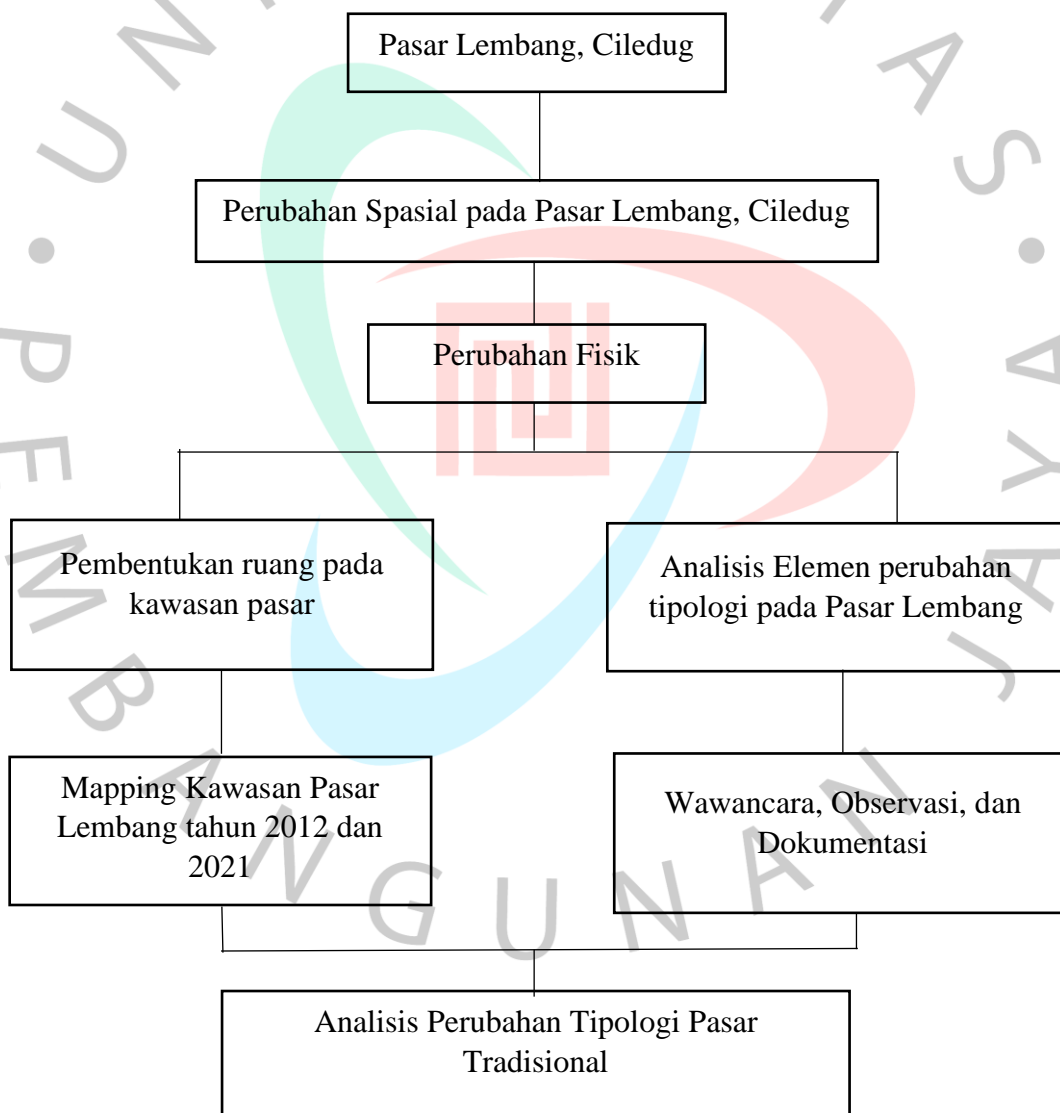 Pasar Lembang, Ciledug
Perubahan Spasial pada Pasar Lembang, Ciledug
Perubahan Fisik
Pembentukan ruang pada
kawasan pasar
Analisis Elemen perubahan
tipologi pada Pasar Lembang
Mapping Kawasan Pasar
Lembang tahun 2012 dan
2021
Wawancara, Observasi, dan
Dokumentasi
Analisis Perubahan Tipologi Pasar
Tradisional
PEMBANGUNAN JAYA